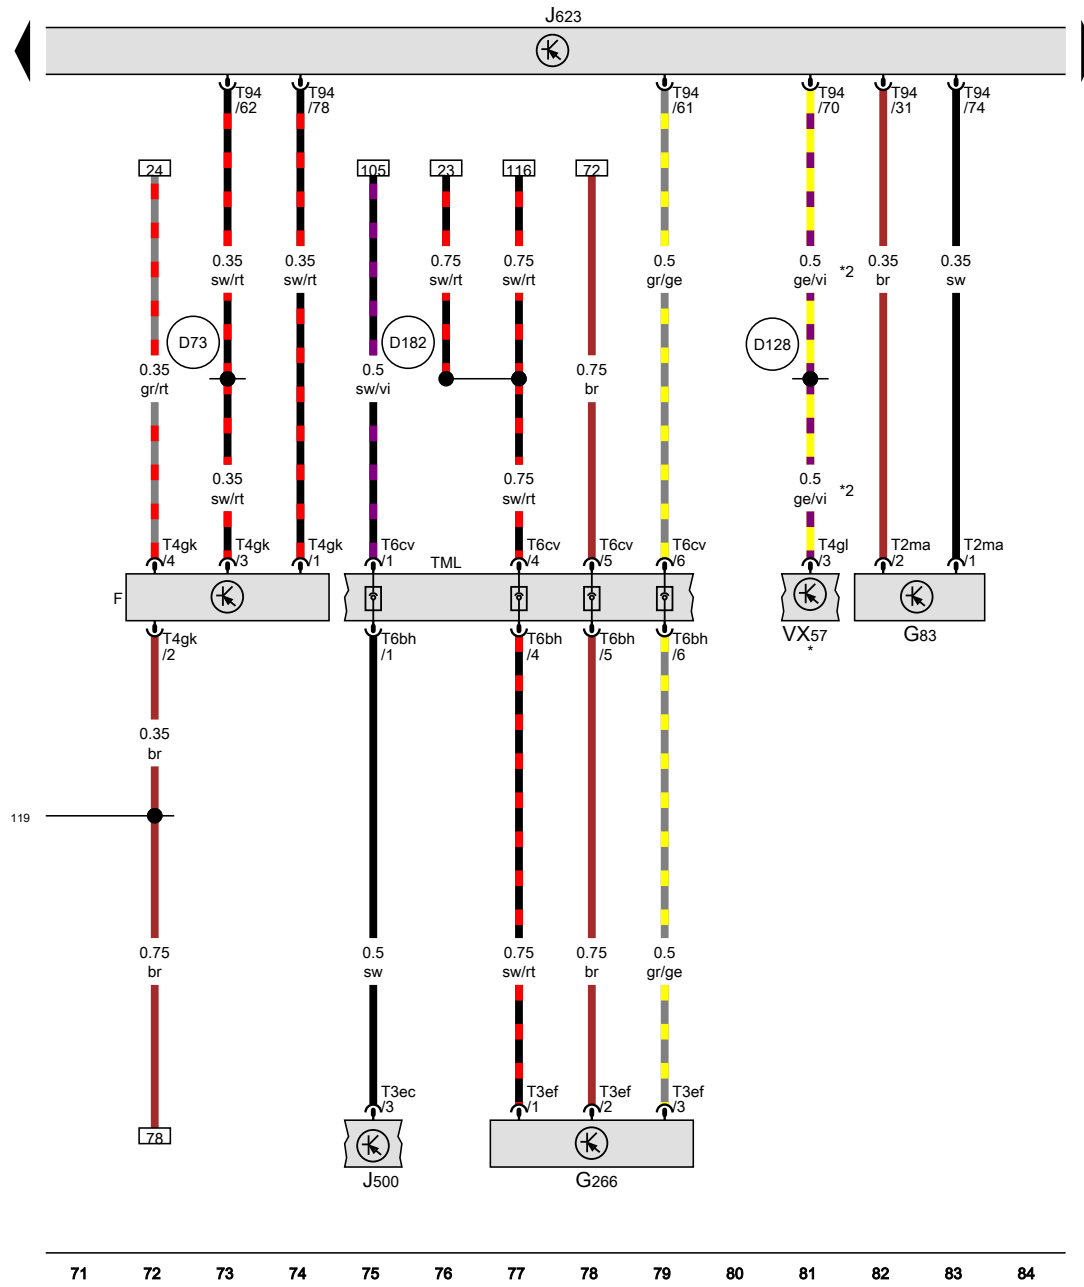 J623
T94 T94 T94 T94 T94 T94
/62 /78 /61 /70 /31 /74
24 105 23 116 72
0.35 0.35 0.75 0.75 0.5 0.5 *2 0.35 0.35
sw/rt sw/rt sw/rt sw/rt gr/ge ge/vi br sw
D73 D182 D128
0.35 0.5 0.75
gr/rt sw/vi br
0.35 0.75 0.5 *2
sw/rt sw/rt ge/vi
T4gk T4gk T4gk T6cv T6cv T6cv T6cv T4gl T2ma T2ma
/4 /3 /1 /1 TML /4 /5 /6 /3 /2 /1
F
T4gk T6bh T6bh T6bh T6bh VX57 G83
/2 /1 /4 /5 /6 *
0.35
br
119
0.75 0.5 0.75 0.75 0.5
br sw sw/rt br gr/ge
T3ec T3ef T3ef T3ef
/3 /1 /2 /3
78
J500 G266
71 72 73 74 75 76 77 78 79 80 81 82 83 84